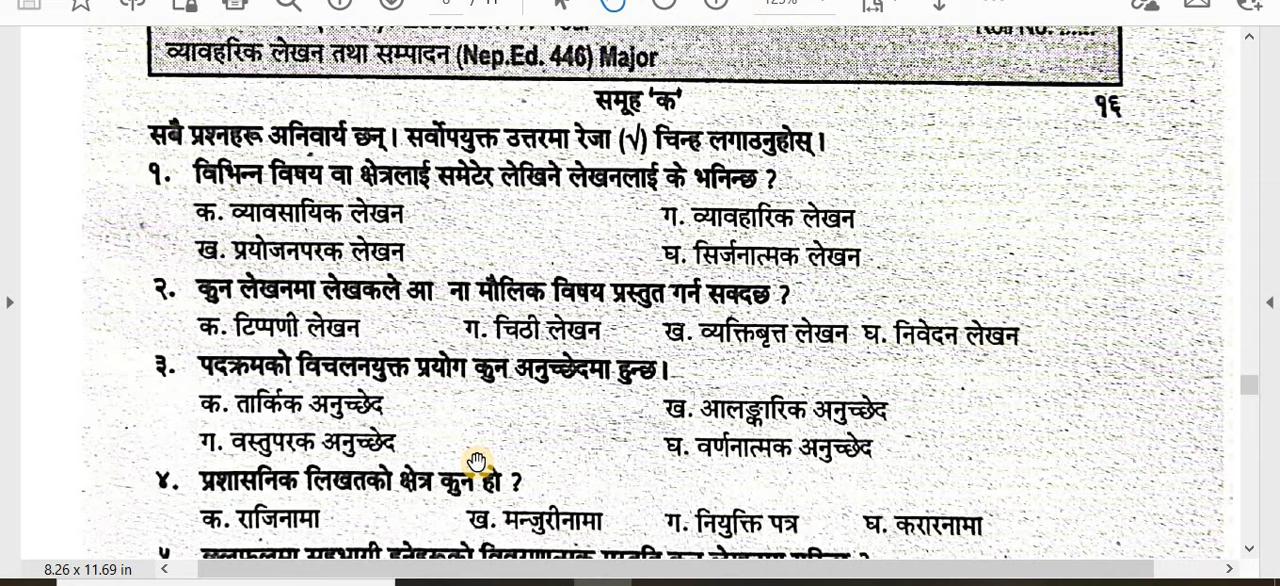 व्यावहरिक लेखन तथा सम्पादन (Nep.Ed. 446) Major
समूह 'क' १६
सबै प्रश्नहरू अनिवार्य छन्। सर्वोपयुक्त उत्तरमा रेजा (√) चिन्ह लगाउनुहोस्।
१. विभिन्न विषय वा क्षेत्रलाई समेटेर लेखिने लेखनलाई के भनिन्छ ?
क. व्यावसायिक लेखन ग. व्यावहारिक लेखन
ख. प्रयोजनपरक लेखन घ. सिर्जनात्मक लेखन
२. कुन लेखनमा लेखकले आ ना मौलिक विषय प्रस्तुत गर्न सक्दछ ?
क. टिप्पणी लेखन ग. चिठी लेखन ख. व्यक्तिबृत्त लेखन घ. निवेदन लेखन
३. पदक्रमको विचलनयुक्त प्रयोग कुन अनुच्छेदमा हुन्छ।
क. तार्किक अनुच्छेद ख. आलङ्कारिक अनुच्छेद
ग. वस्तुपरक अनुच्छेद घ. वर्णनात्मक अनुच्छेद
४. प्रशासनिक लिखतको क्षेत्र कुन हो ?
क. राजिनामा ख. मन्जुरीनामा ग. नियुक्ति पत्र घ. करारनामा
8.26 x 11.69 in